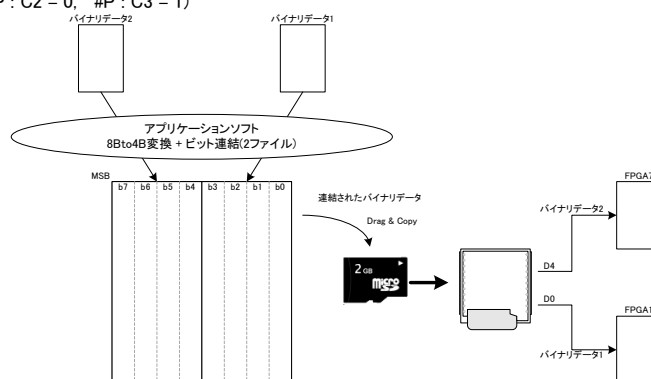 P : C2 = 0, #P : C3 = 1)
バイナリデータ2
バイナリデータ1
アプリケーションソフト
8Bto4B変換 + ビット連結(2ファイル)
MSB
b7 b6 b5 b4 b3 b2 b1 b0
連結されたバイナリデータ
Drag & Copy
2 GB
micro SD
FPGA7
バイナリデータ2
D4
D0
FPGA1
バイナリデータ1